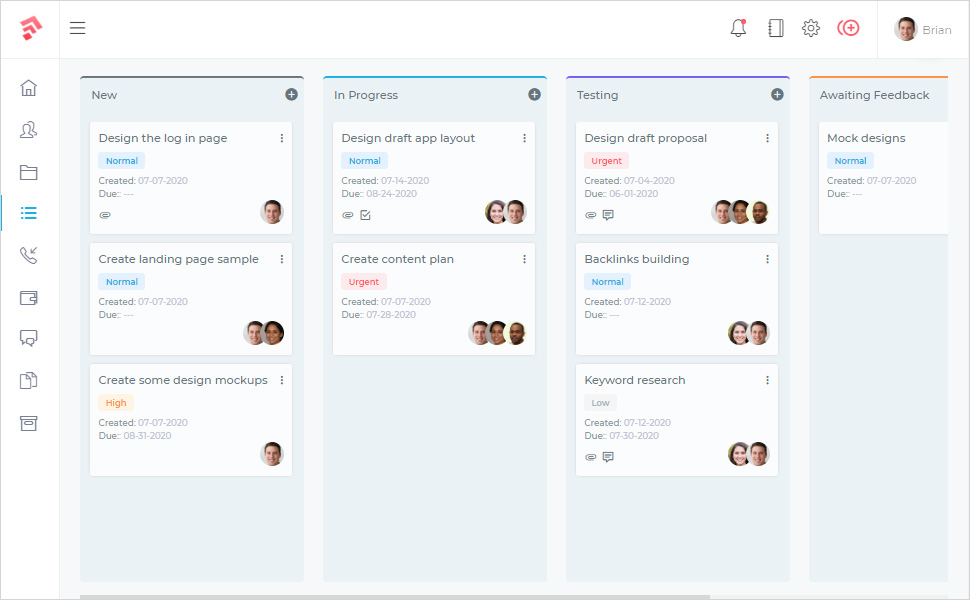 Brian
New
Design the log in page
Normal
Created: 07-07-2020
Due:: ---
Create landing page sample
Normal
Created: 07-07-2020
Due:: ---
Create some design mockups
High
Created: 07-07-2020
Due:: 08-31-2020
In Progress
Design draft app layout
Normal
Created: 07-14-2020
Due:: 08-24-2020
Create content plan
Urgent
Created: 07-07-2020
Due:: 07-28-2020
Testing
Design draft proposal
Urgent
Created: 07-04-2020
Due:: 06-01-2020
Backlinks building
Normal
Created: 07-12-2020
Due:: ---
Keyword research
Low
Created: 07-12-2020
Due:: 07-30-2020
Awaiting Feedback
Mock designs
Normal
Created: 07-07-2020
Due:: ---